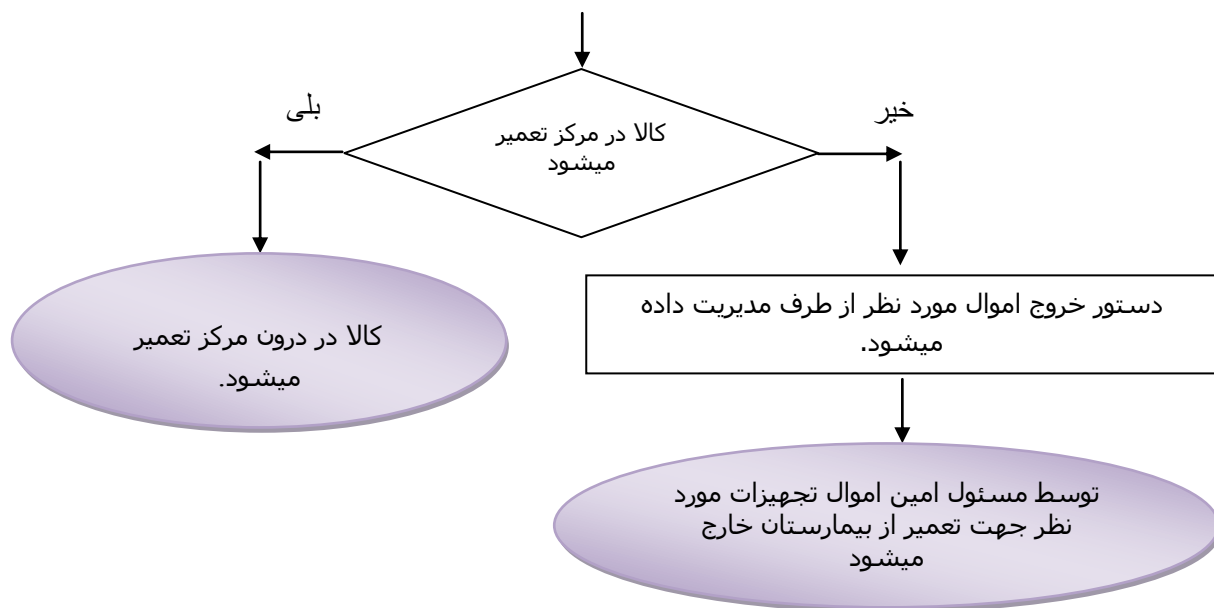 خیر
بلی
کالا در مرکز تعمیر
میشود
دستور خروج اموال مورد نظر از طرف مدیریت داده
میشود.
کالا در درون مرکز تعمیر
میشود.
توسط مسئول امین اموال تجهیزات مورد
نظر جهت تعمیر از بیمارستان خارج
میشود